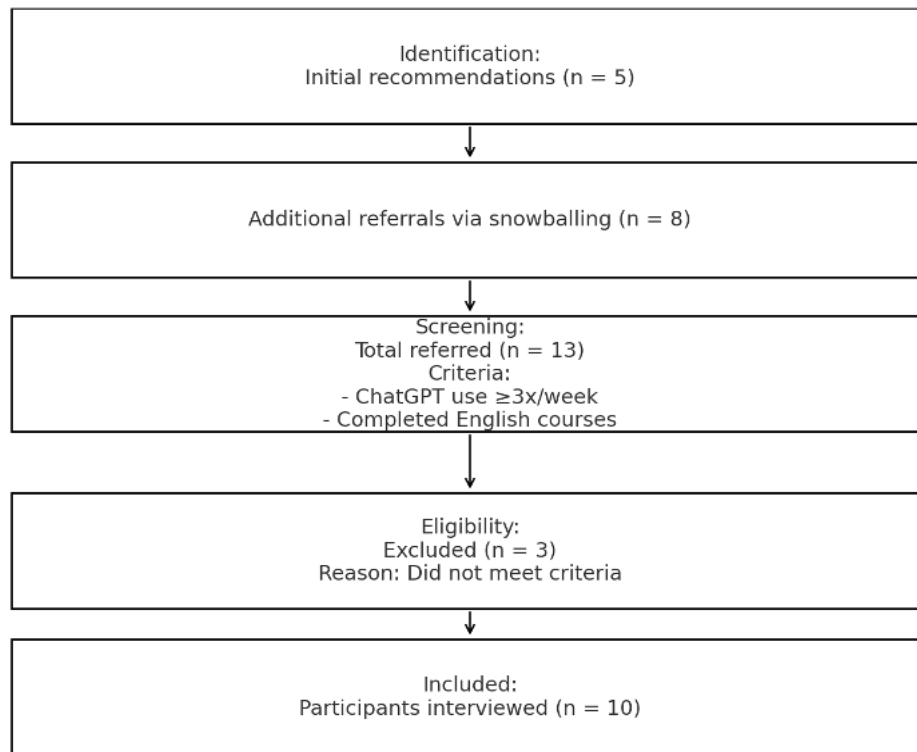 Identification:
Initial recommendations (n = 5)
Additional referrals via snowballing (n = 8)
Screening:
Total referred (n = 13)
Criteria:
- ChatGPT use ≥3x/week
- Completed English courses
Eligibility:
Excluded (n = 3)
Reason: Did not meet criteria
Included:
Participants interviewed (n = 10)